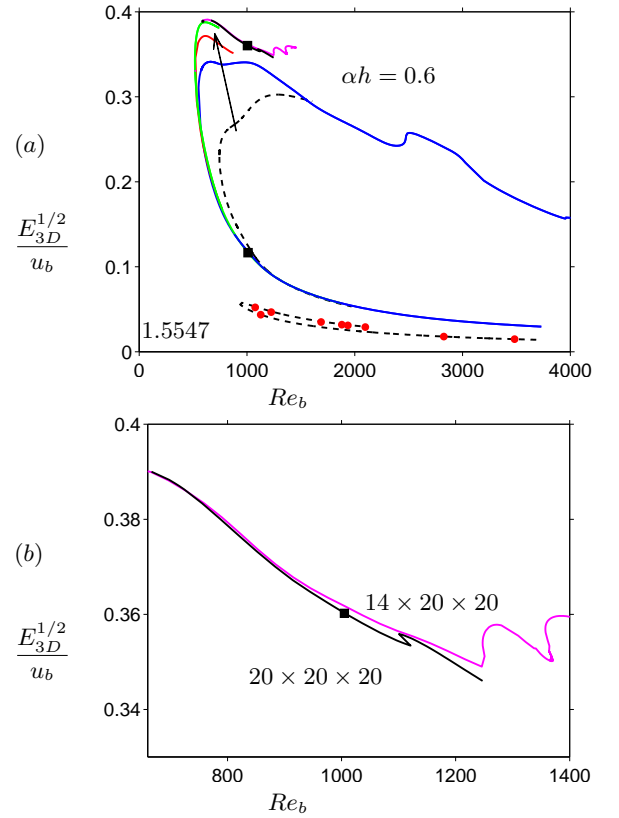 0.4
0.3
0.2
0.1
0
(a)
E_{3D}^{1/2}
u_b
αh = 0.6
1.5547
0 1000 2000 3000 4000
Re_b
0.4
0.38
0.36
0.34
(b)
E_{3D}^{1/2}
u_b
14 × 20 × 20
20 × 20 × 20
800 1000 1200 1400
Re_b